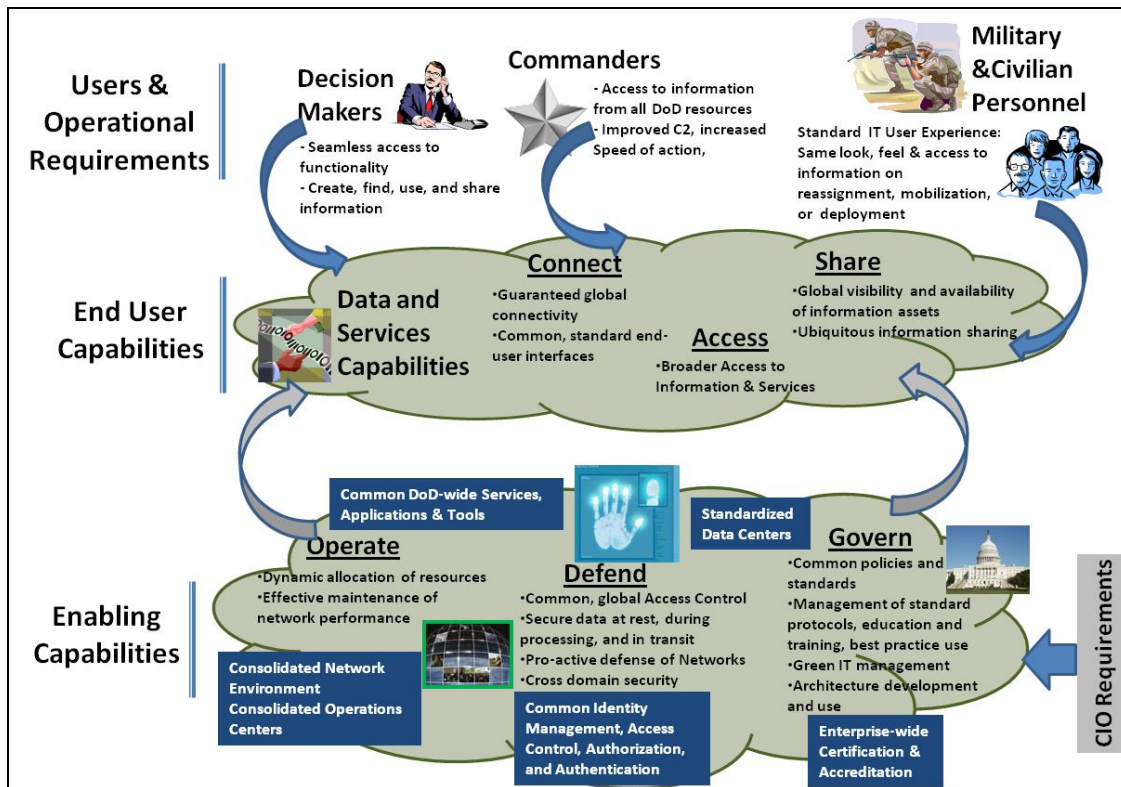 Users &
Operational
Requirements
Decision
Makers
- Seamless access to
functionality
- Create, find, use, and share
information
Commanders
- Access to information
from all DoD resources
- Improved C2, increased
Speed of action,
Military
&Civilian
Personnel
Standard IT User Experience:
Same look, feel & access to
information on
reassignment, mobilization,
or deployment
End User
Capabilities
Data and
Services
Capabilities
Connect
•Guaranteed global
connectivity
•Common, standard end-
user interfaces
Access
•Broader Access to
Information & Services
Share
•Global visibility and availability
of information assets
•Ubiquitous information sharing
Enabling
Capabilities
Common DoD-wide Services,
Applications & Tools
Operate
•Dynamic allocation of resources
•Effective maintenance of
network performance
Consolidated Network
Environment
Consolidated Operations
Centers
Defend
•Common, global Access Control
•Secure data at rest, during
processing, and in transit
•Pro-active defense of Networks
•Cross domain security
Common Identity
Management, Access
Control, Authorization,
and Authentication
Standardized
Data Centers
Govern
•Common policies and
standards
•Management of standard
protocols, education and
training, best practice use
•Green IT management
•Architecture development
and use
Enterprise-wide
Certification &
Accreditation
CIO Requirements